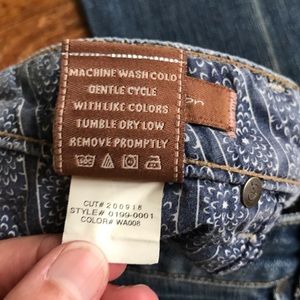 MACHINE WASH COLD
GENTLE CYCLE
WITH LIKE COLORS
TUMBLE DRY LOW
REMOVE PROMPTLY
CUT# 200918
STYLE# 0199-0001
COLOR# WA008